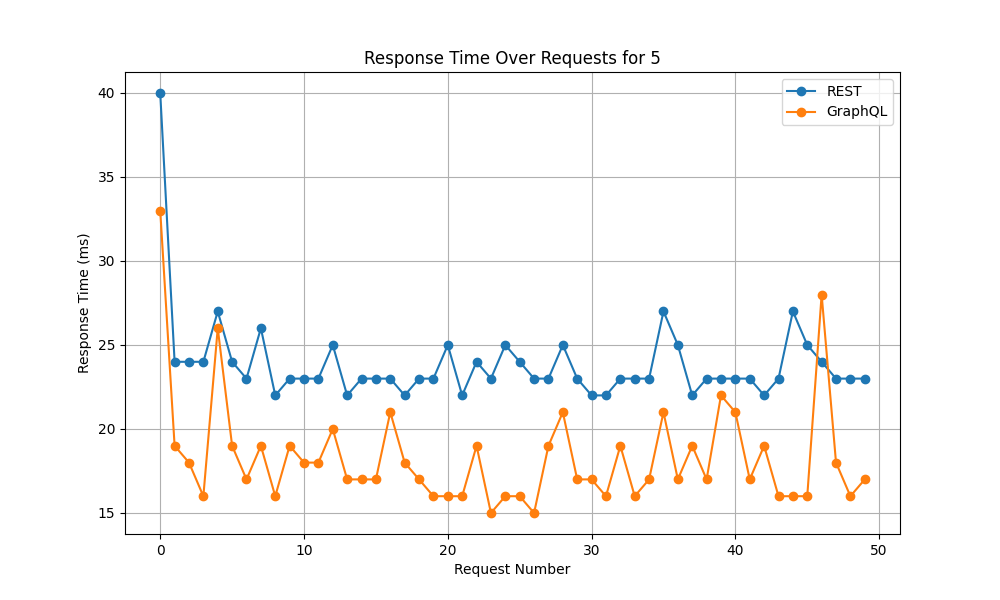 Response Time Over Requests for 5
REST
GraphQL
Response Time (ms)
40
35
30
25
20
15
0 10 20 30 40 50
Request Number